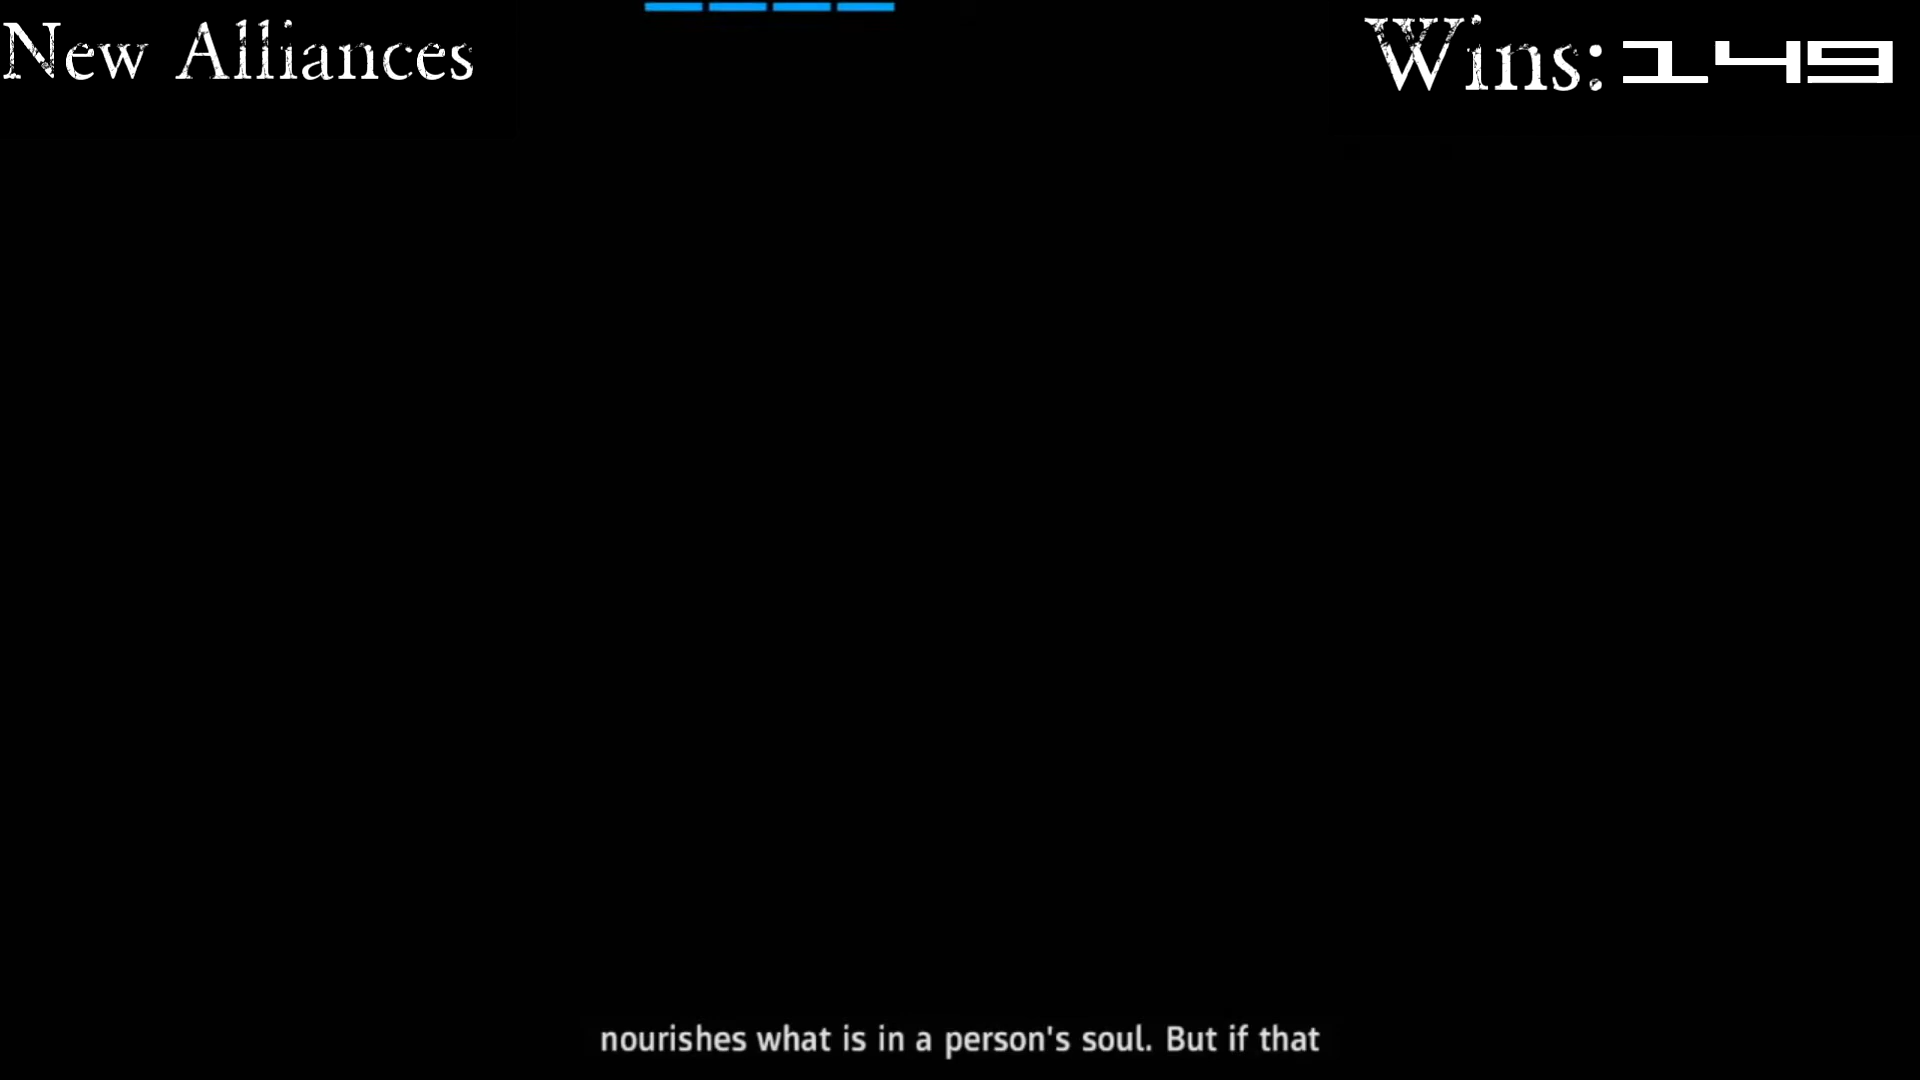 New Alliances
Wins:149
nourishes what is in a person's soul. But if that